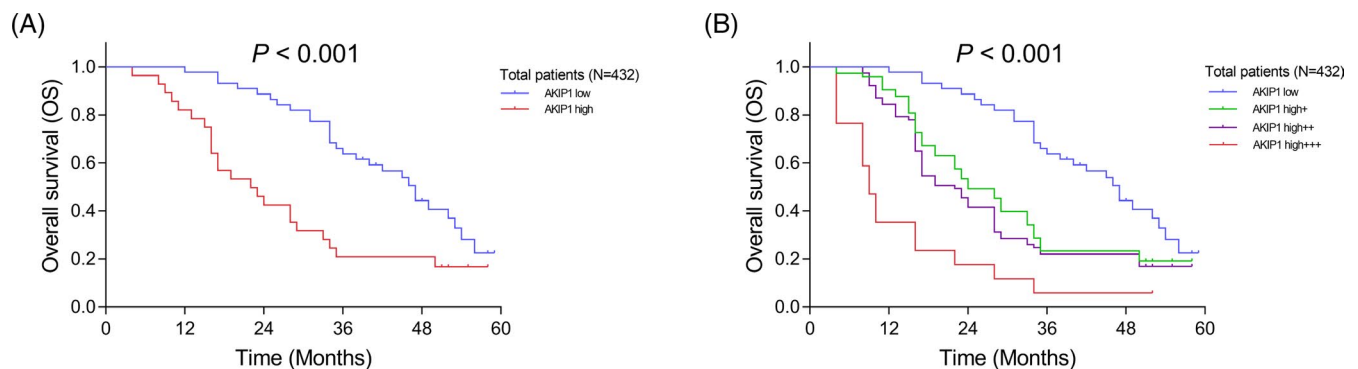 (A)
P < 0.001
Overall survival (OS)
1.0
0.8
0.6
0.4
0.2
0.0
0 12 24 36 48 60
Time (Months)
Total patients (N=432)
AKIP1 low
AKIP1 high
(B)
P < 0.001
Overall survival (OS)
1.0
0.8
0.6
0.4
0.2
0.0
0 12 24 36 48 60
Time (Months)
Total patients (N=432)
AKIP1 low
AKIP1 high+
AKIP1 high++
AKIP1 high+++